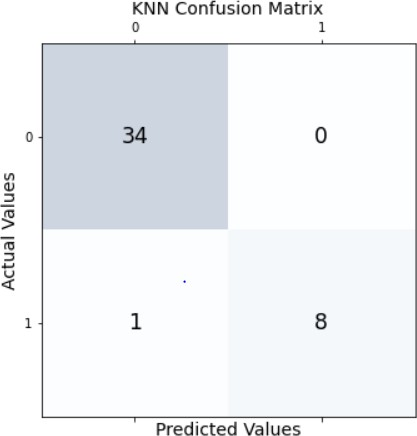 KNN Confusion Matrix
0 1
0 34 0
Actual Values
1 1 8
Predicted Values